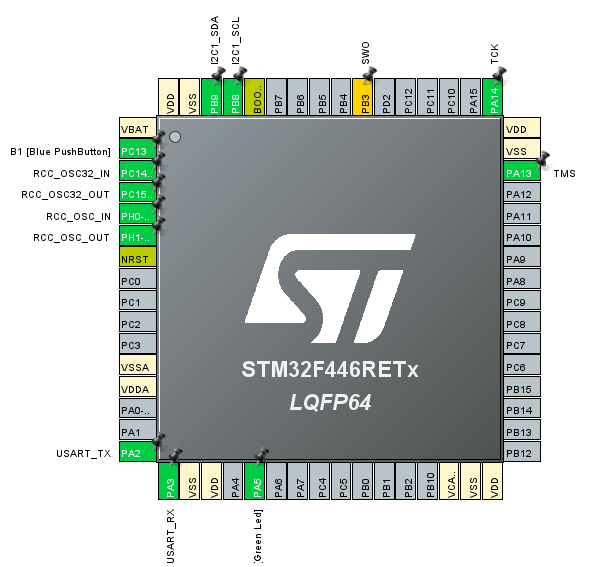 I2C1_SDA
I2C1_SCL
SWO
TCK
VDD
VSS
PB9
PB8
BOO..
PB7
PB6
PB5
PB4
PB3
PD2
PC12
PC11
PC10
PA15
PA14
VBAT
B1 [Blue PushButton]
PC13
RCC_OSC32_IN
PC14..
RCC_OSC32_OUT
PC15..
RCC_OSC_IN
PH0-..
RCC_OSC_OUT
PH1-..
NRST
PC0
PC1
PC2
PC3
VSSA
VDDA
PA0-..
PA1
USART_TX
PA2
ST
STM32F446RETx
LQFP64
VDD
VSS
PA13
TMS
PA12
PA11
PA10
PA9
PA8
PC9
PC8
PC7
PC6
PB15
PB14
PB13
PB12
PA3
VSS
VDD
PA4
PA5
PA6
PA7
PC4
PC5
PB0
PB1
PB2
PB10
VCA..
VSS
VDD
USART_RX
[Green Led]